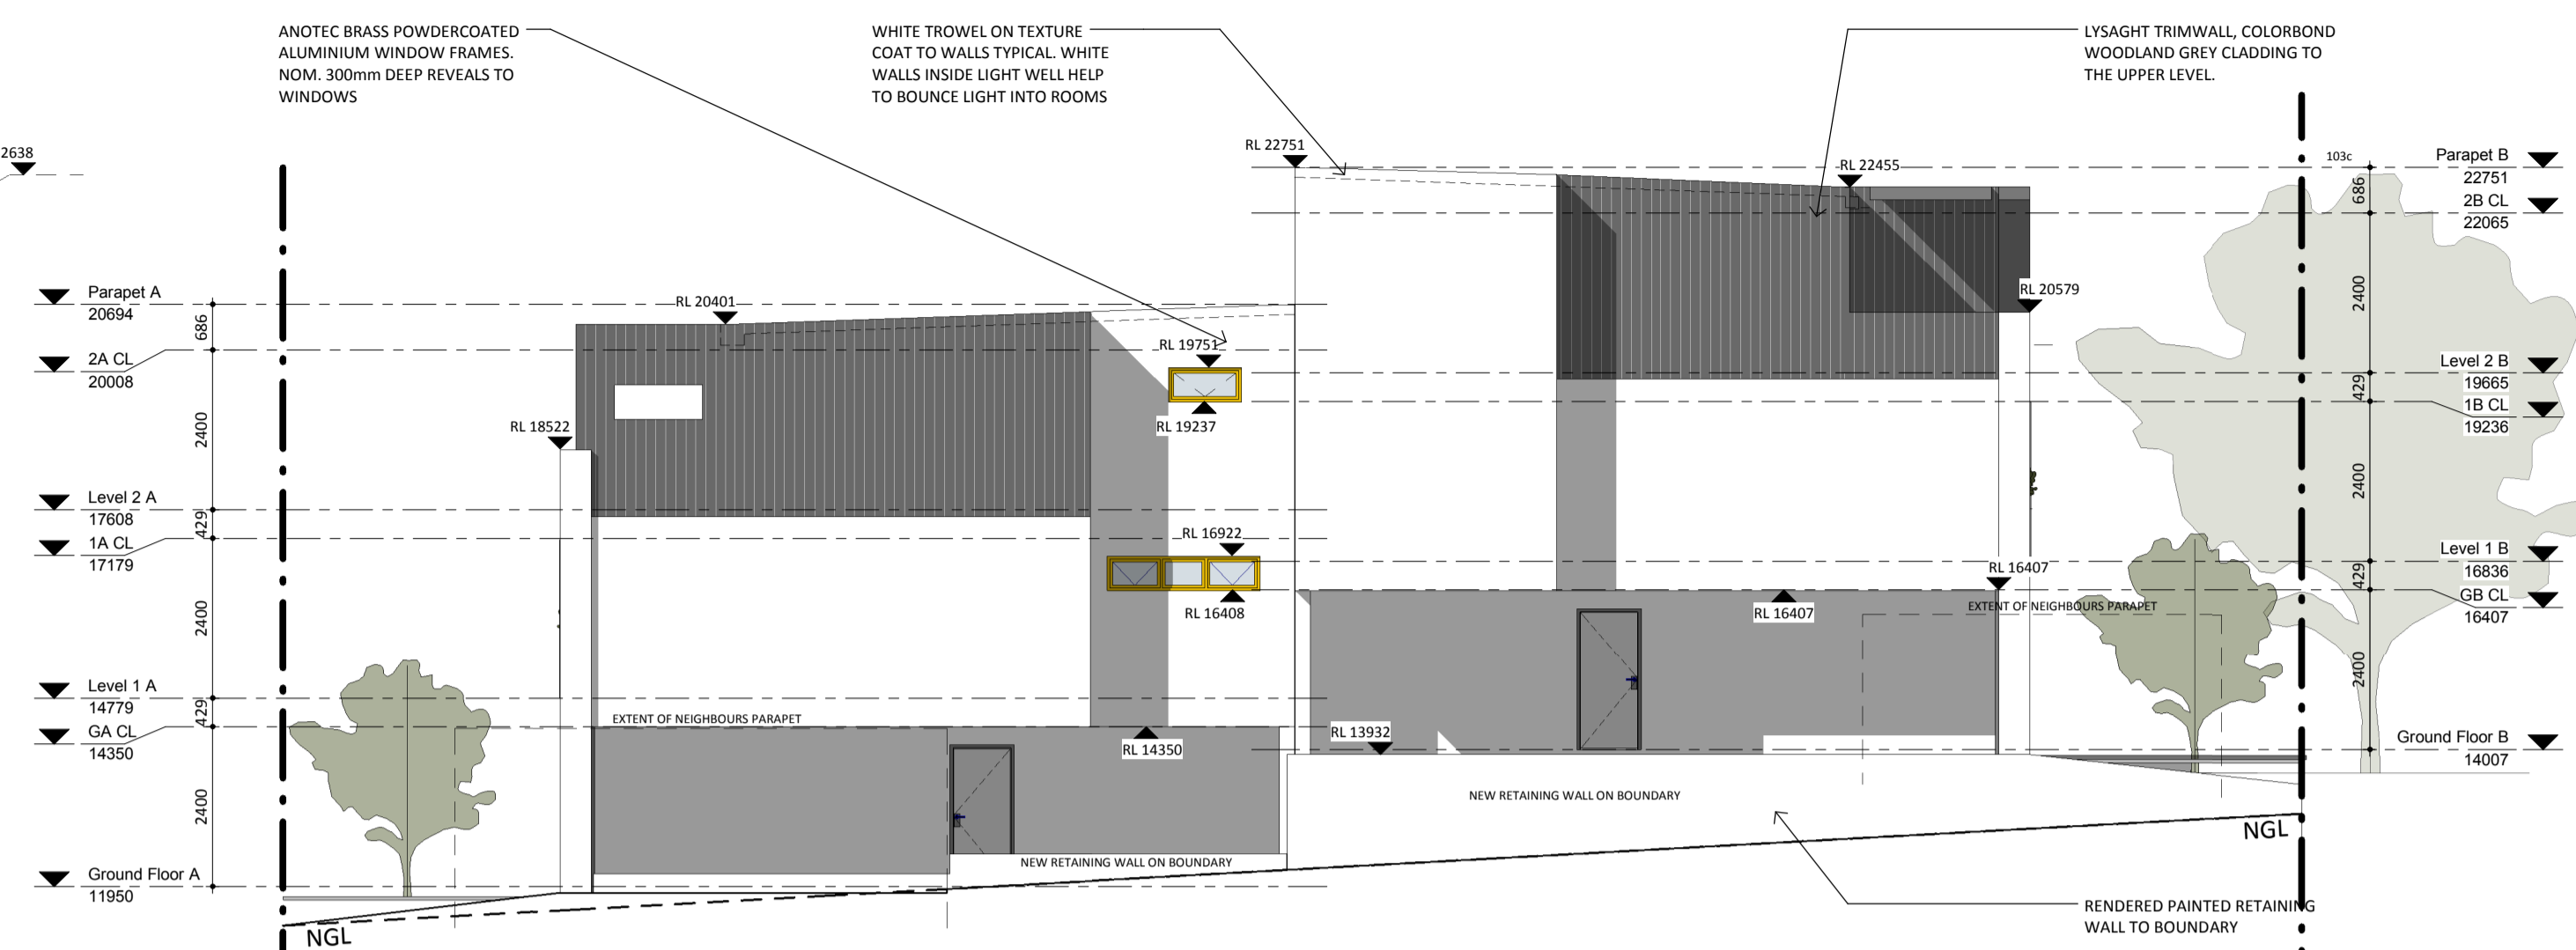 ANOTEC BRASS POWDERCOATED
ALUMINIUM WINDOW FRAMES.
NOM. 300mm DEEP REVEALS TO
WINDOWS
WHITE TROWEL ON TEXTURE
COAT TO WALLS TYPICAL. WHITE
WALLS INSIDE LIGHT WELL HELP
TO BOUNCE LIGHT INTO ROOMS
LYSAGHT TRIMWALL, COLORBOND
WOODLAND GREY CLADDING TO
THE UPPER LEVEL.
2638
Parapet A
20694
686
2A CL
20008
2400
Level 2 A
17608
429
1A CL
17179
2400
Level 1 A
14779
429
GA CL
14350
2400
Ground Floor A
11950
RL 18522
RL 20401
RL 19751
RL 19237
RL 16922
RL 16408
RL 14350
EXTENT OF NEIGHBOURS PARAPET
NEW RETAINING WALL ON BOUNDARY
NGL
RL 22751
RL 22455
RL 20579
RL 16407
RL 16407
EXTENT OF NEIGHBOURS PARAPET
RL 13932
NEW RETAINING WALL ON BOUNDARY
NGL
RENDERED PAINTED RETAINING
WALL TO BOUNDARY
103c
Parapet B
22751
686
2B CL
22065
2400
Level 2 B
19665
429
1B CL
19236
2400
Level 1 B
16836
429
GB CL
16407
2400
Ground Floor B
14007